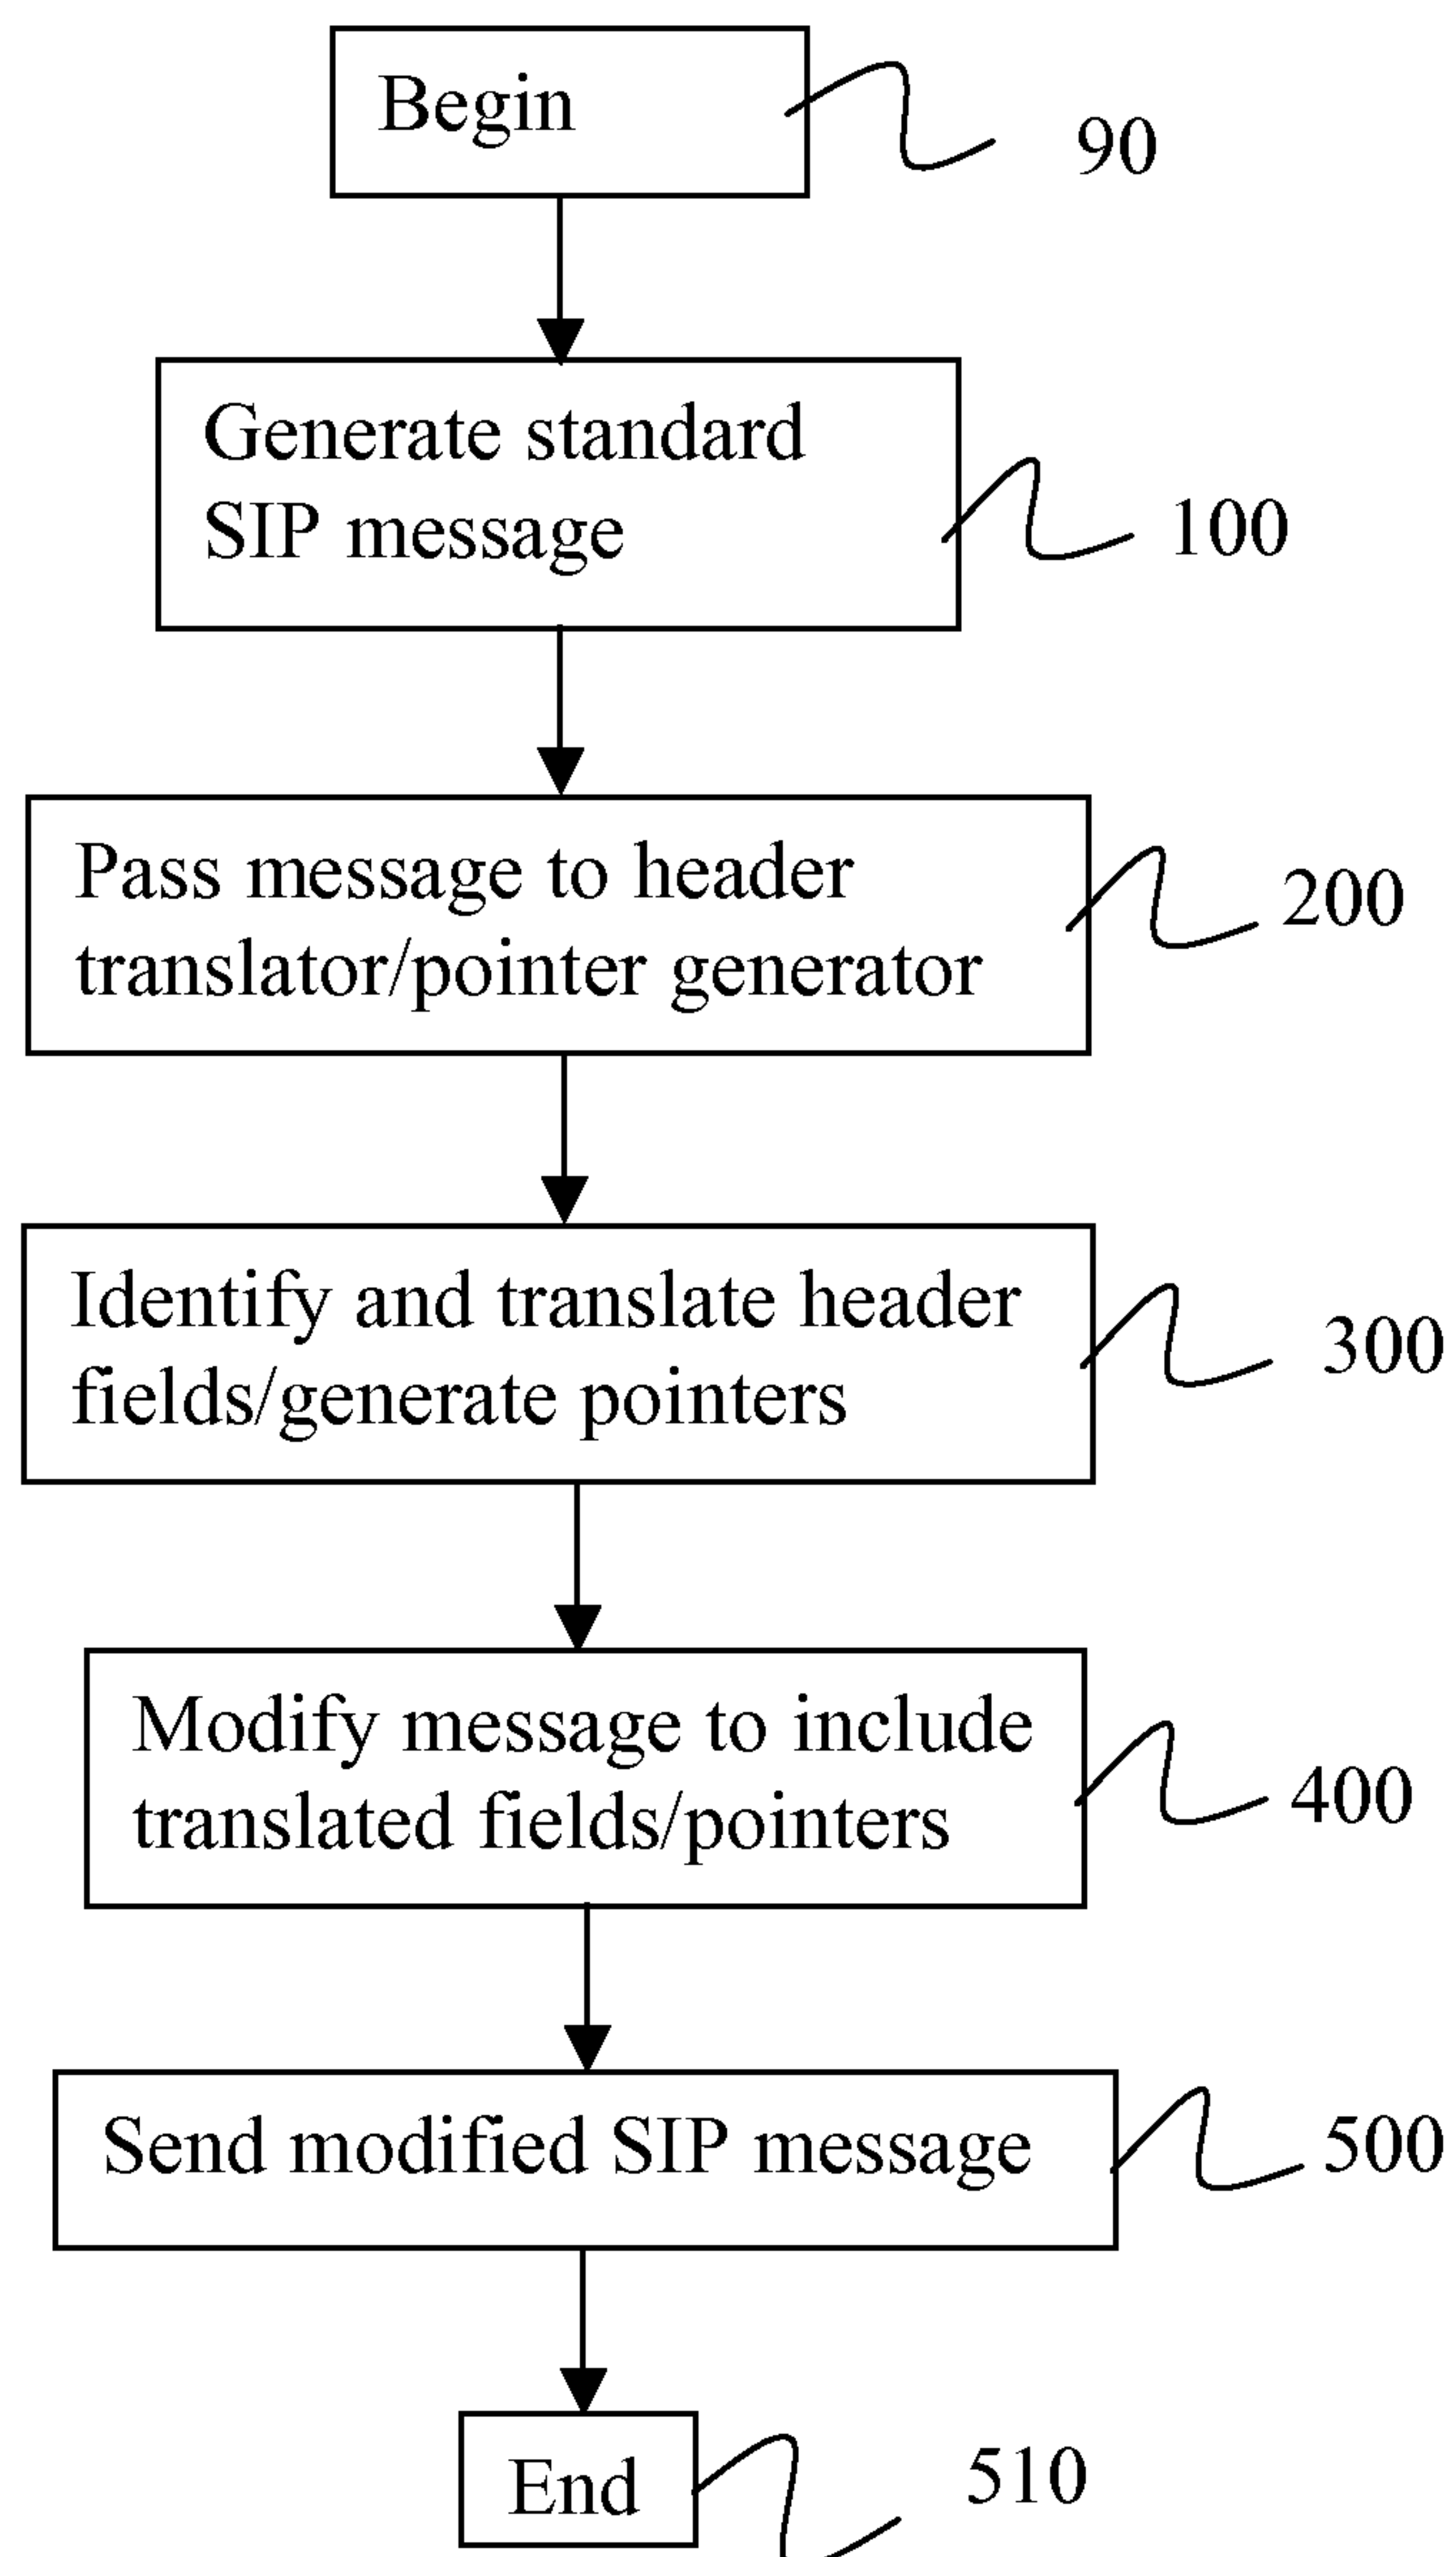 Begin
90
Generate standard
SIP message
100
Pass message to header
translator/pointer generator
200
Identify and translate header
fields/generate pointers
300
Modify message to include
translated fields/pointers
400
Send modified SIP message
500
End
510